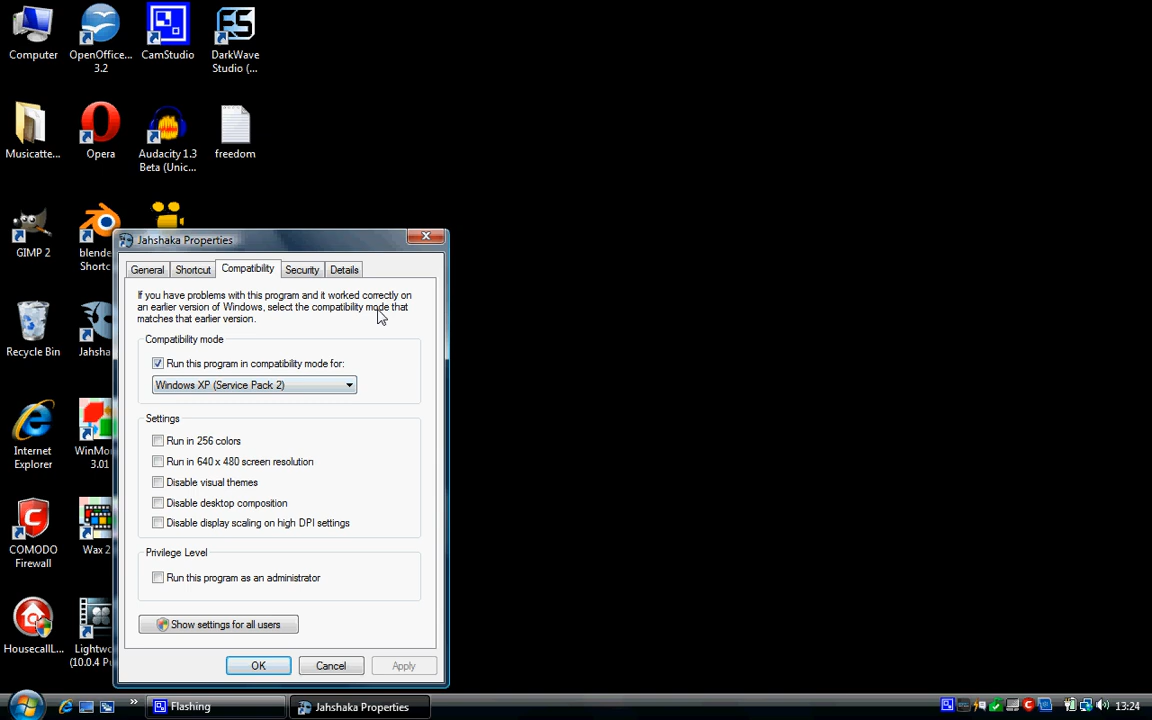 Computer
OpenOffice...
3.2
CamStudio
DarkWave
Studio (...
Musicatte...
Opera
Audacity 1.3
Beta (Unic...
freedom
GIMP 2
blende
Shortc
Recycle Bin
Jahsha
Internet
Explorer
WinMo
3.01
COMODO
Firewall
Wax 2
HousecallL...
Lightw
(10.0.4 Pu
Jahshaka Properties
General
Shortcut
Compatibility
Security
Details
If you have problems with this program and it worked correctly on
an earlier version of Windows, select the compatibility mode that
matches that earlier version.
Compatibility mode
Run this program in compatibility mode for:
Windows XP (Service Pack 2)
Settings
Run in 256 colors
Run in 640 x 480 screen resolution
Disable visual themes
Disable desktop composition
Disable display scaling on high DPI settings
Privilege Level
Run this program as an administrator
Show settings for all users
OK
Cancel
Apply
Flashing
Jahshaka Properties
13:24